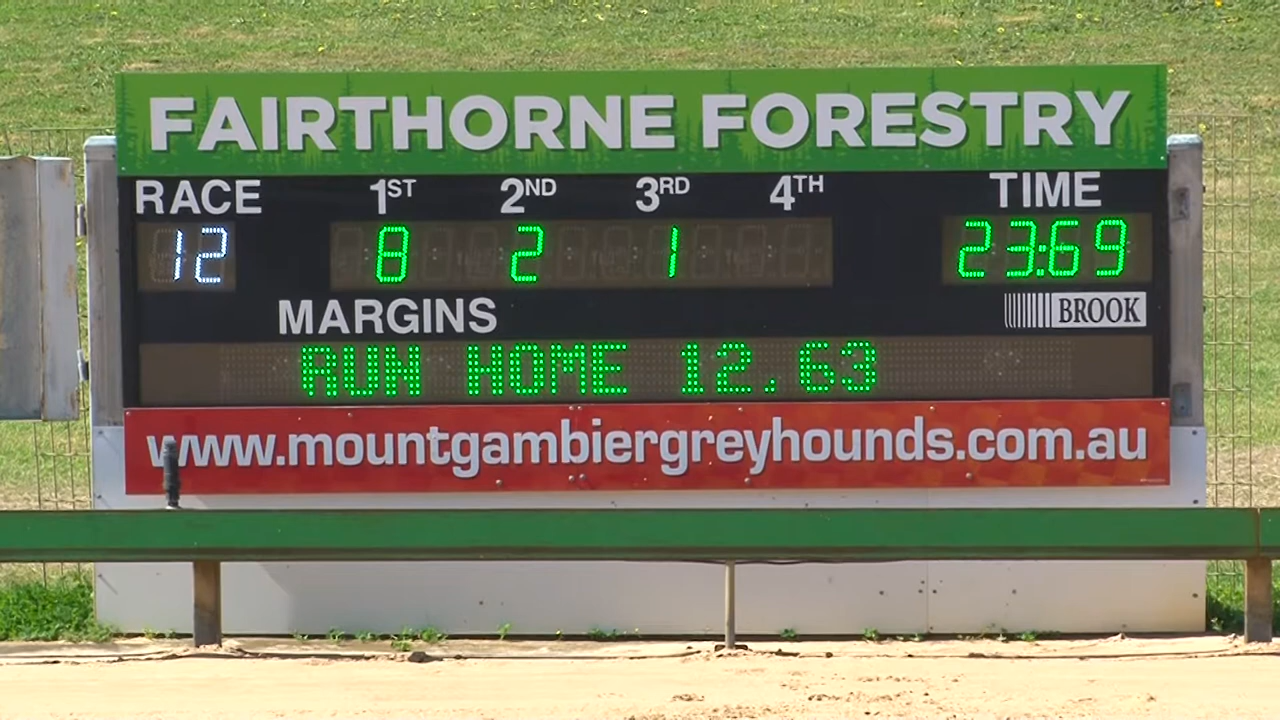 FAIRTHORNE FORESTRY
RACE 1ST 2ND 3RD 4TH TIME
12 8 2 1 23:69
MARGINS BROOK
RUN HOME 12.63
www.mountgambiergreyhounds.com.au